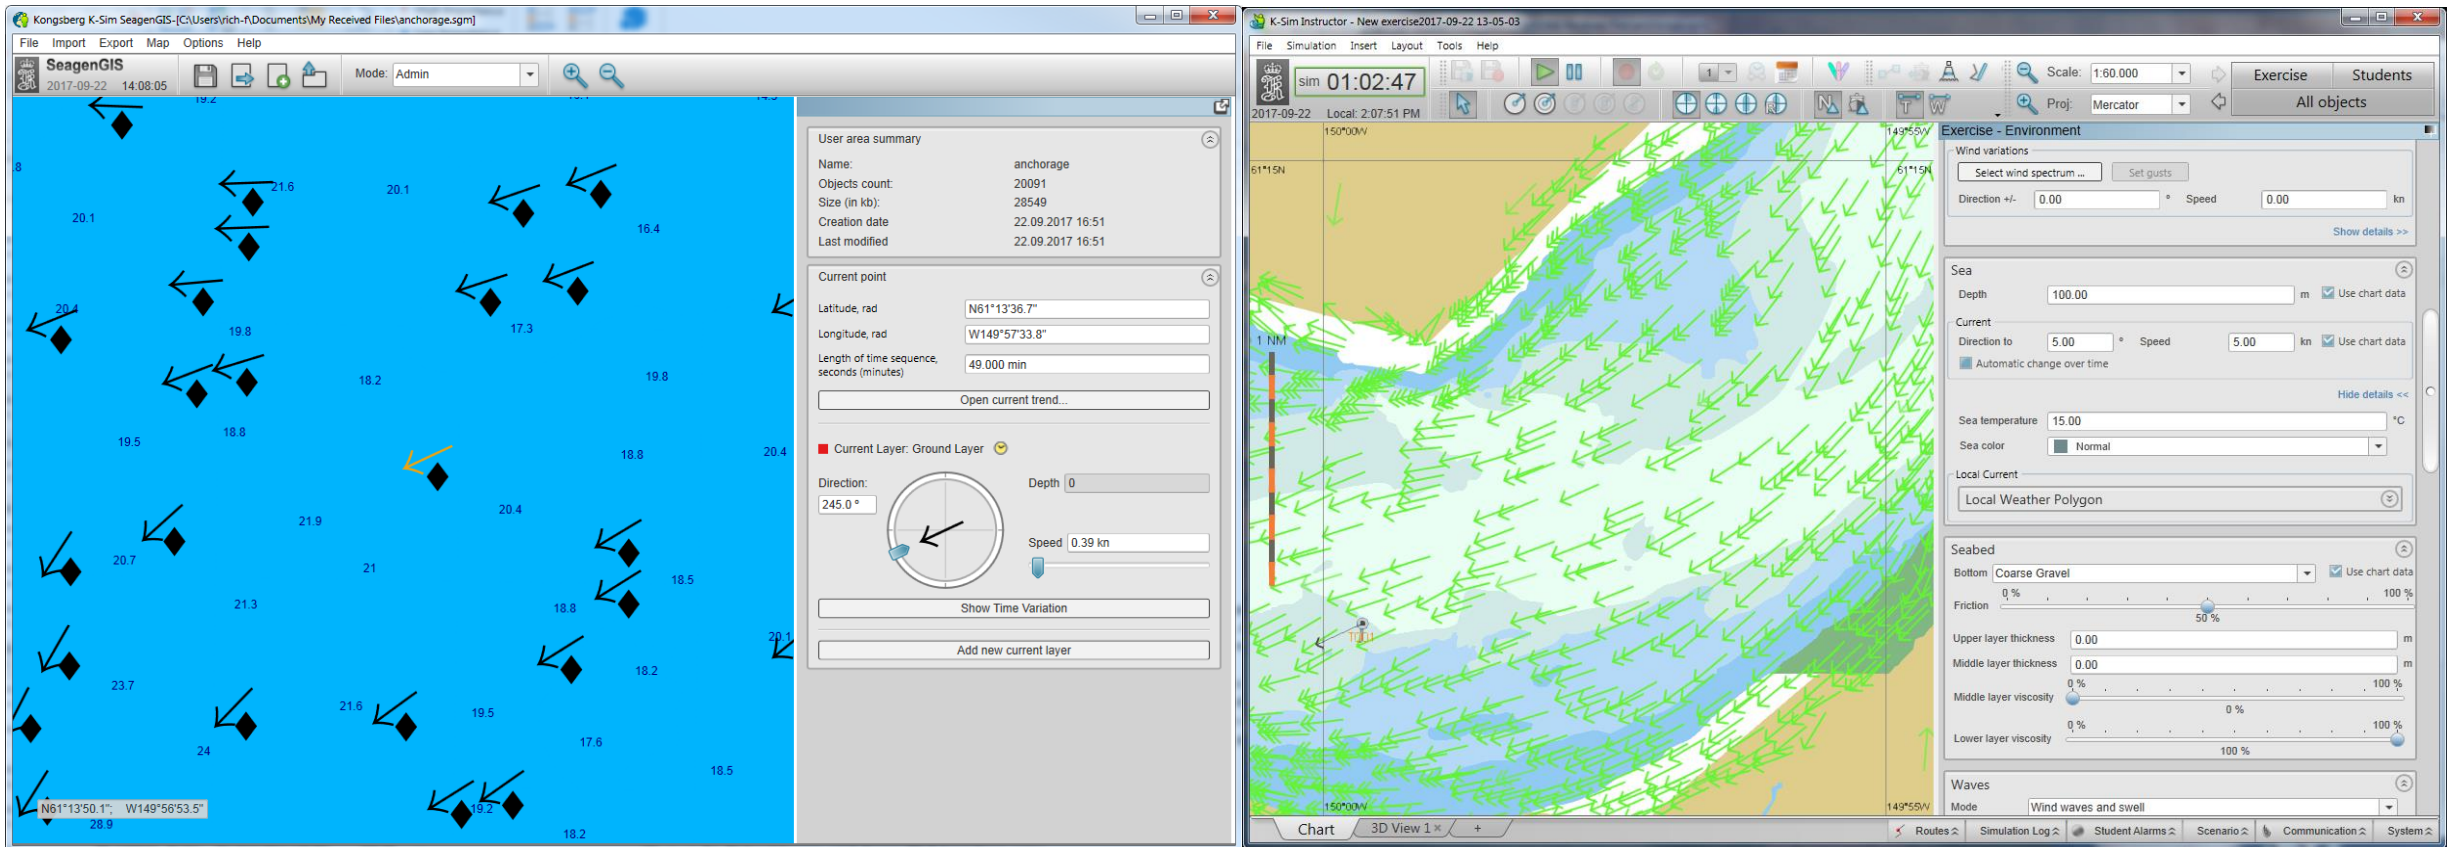 Kongsberg K-Sim SeagenGIS-[C:\Users\rich-f\Documents\My Received Files\anchorage.sgm]
File Import Export Map Options Help
SeagenGIS
2017-09-22 14:08:05
Mode: Admin
19.2
21.6
20.1
20.1
16.4
20.4
19.8
17.3
18.2
19.8
19.5
18.8
18.8
20.4
20.4
21.9
20.7
21
18.5
21.3
18.8
20.1
23.7
18.2
21.6
19.5
17.6
24
18.5
N61°13'50.1"; W149°56'53.5"
19.2
28.9
18.2
User area summary
Name: anchorage
Objects count: 20091
Size (in kb): 28549
Creation date 22.09.2017 16:51
Last modified 22.09.2017 16:51
Current point
Latitude, rad N61°13'36.7"
Longitude, rad W149°57'33.8"
Length of time sequence, seconds (minutes) 49.000 min
Open current trend...
Current Layer: Ground Layer
Direction: Depth 0
245.0 °
Speed 0.39 kn
Show Time Variation
Add new current layer
K-Sim Instructor - New exercise2017-09-22 13-05-03
File Simulation Insert Layout Tools Help
sim 01:02:47
2017-09-22 Local: 2:07:51 PM
1
Scale: 1:60.000
Proj: Mercator
Exercise Students
All objects
150°00W 149°55W
61°15N 61°15N
1 NM
T001
150°00W 149°55W
Exercise - Environment
Wind variations
Select wind spectrum ... Set gusts
Direction +/- 0.00 ° Speed 0.00 kn
Show details >>
Sea
Depth 100.00 m Use chart data
Current
Direction to 5.00 ° Speed 5.00 kn Use chart data
Automatic change over time
Hide details <<
Sea temperature 15.00 °C
Sea color Normal
Local Current
Local Weather Polygon
Seabed
Bottom Coarse Gravel Use chart data
0 % 100 %
Friction
50 %
Upper layer thickness 0.00 m
Middle layer thickness 0.00 m
0 % 100 %
Middle layer viscosity
0 %
0 % 100 %
Lower layer viscosity
100 %
Waves
Mode Wind waves and swell
Chart 3D View 1 × +
Routes Simulation Log Student Alarms Scenario Communication System